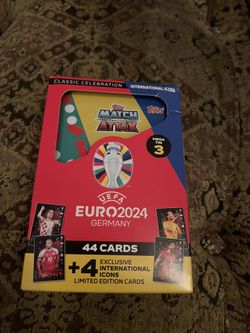 CLASSIC CELEBRATION
INTERNATIONAL ICONS
Topps
MATCH
ATTAX
Topps
MEGA
TIN
3
UEFA
EURO2024
GERMANY
44 CARDS
+4 EXCLUSIVE
INTERNATIONAL
ICONS
LIMITED EDITION CARDS